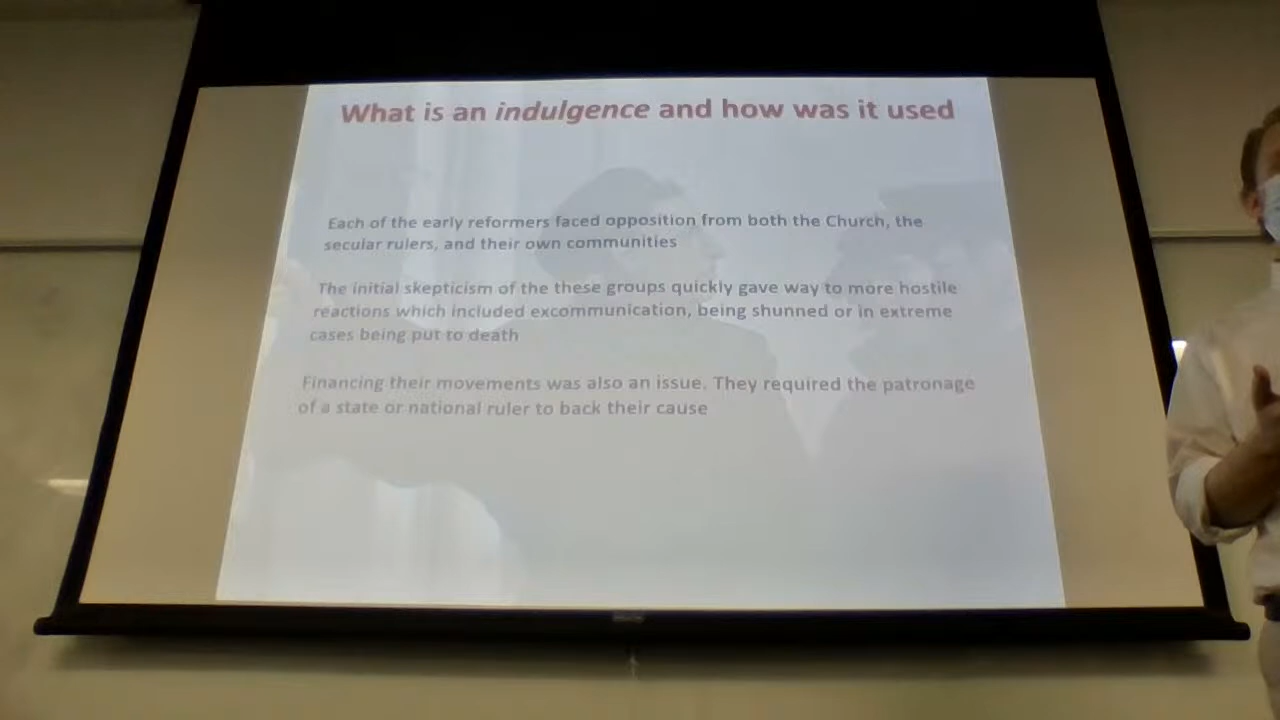 What is an indulgence and how was it used
Each of the early reformers faced opposition from both the Church, the
secular rulers, and their own communities
The initial skepticism of the these groups quickly gave way to more hostile
reactions which included excommunication, being shunned or in extreme
cases being put to death
Financing their movements was also an issue. They required the patronage
of a state or national ruler to back their cause